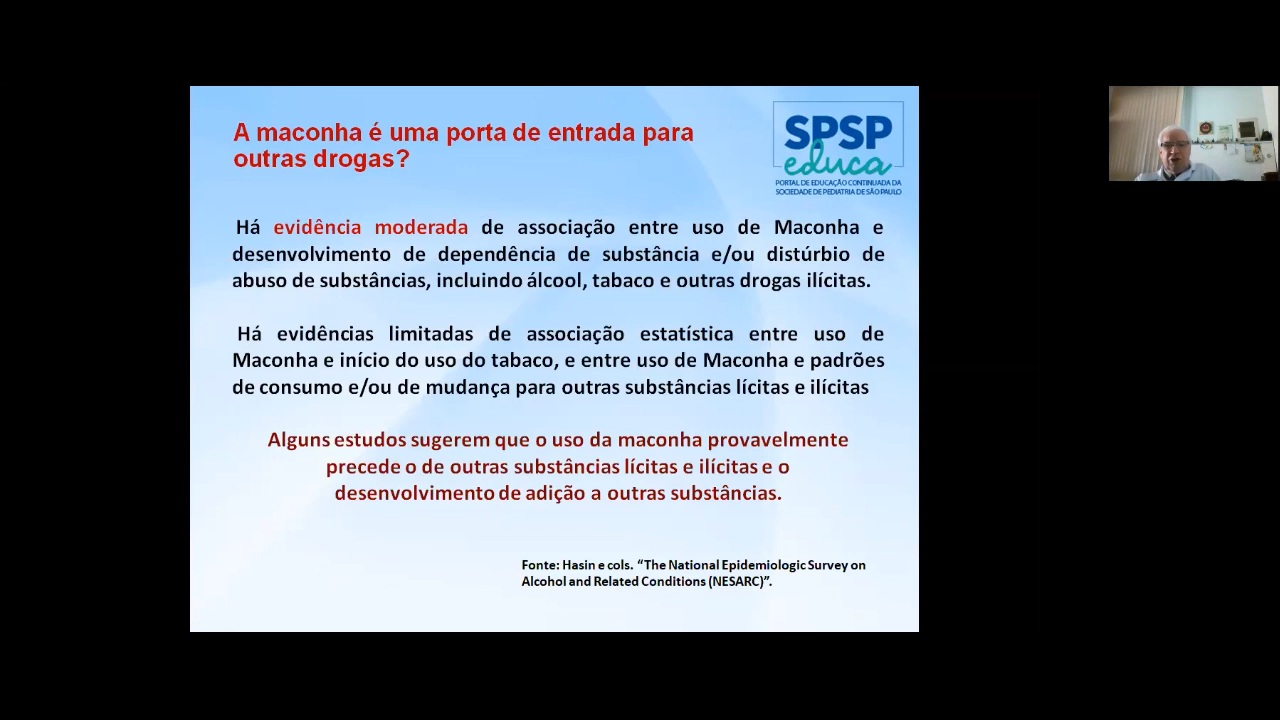 A maconha é uma porta de entrada para
outras drogas?
SPSP
educa
PORTAL DE EDUCAÇÃO CONTINUADA DA
SOCIEDADE DE PEDIATRIA DE SÃO PAULO
Há evidência moderada de associação entre uso de Maconha e
desenvolvimento de dependência de substância e/ou distúrbio de
abuso de substâncias, incluindo álcool, tabaco e outras drogas ilícitas.
Há evidências limitadas de associação estatística entre uso de
Maconha e início do uso do tabaco, e entre uso de Maconha e padrões
de consumo e/ou de mudança para outras substâncias lícitas e ilícitas
Alguns estudos sugerem que o uso da maconha provavelmente
precede o de outras substâncias lícitas e ilícitas e o
desenvolvimento de adição a outras substâncias.
Fonte: Hasin e cols. “The National Epidemiologic Survey on
Alcohol and Related Conditions (NESARC)”.